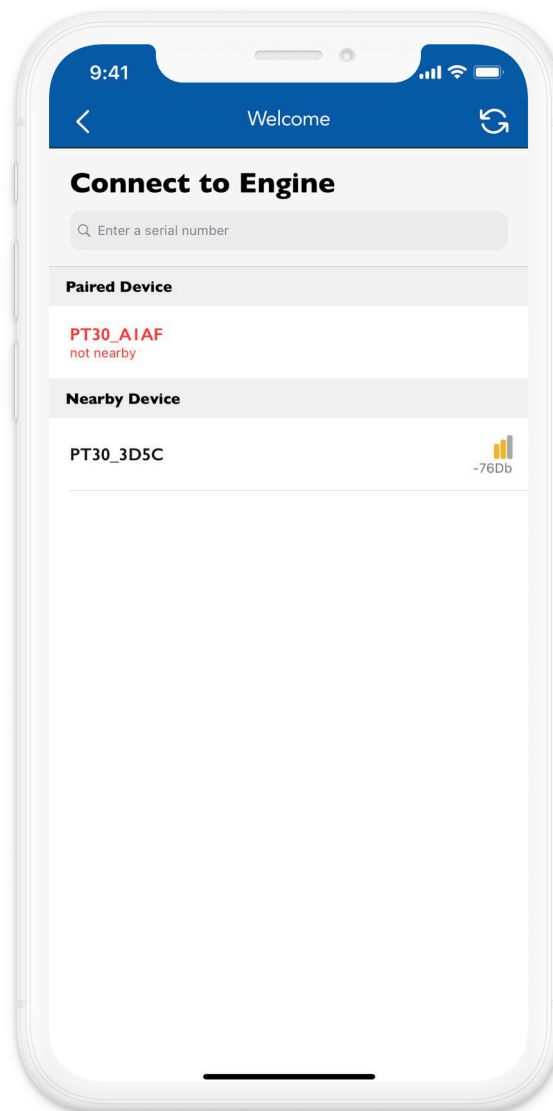 9:41
Welcome
Connect to Engine
Enter a serial number
Paired Device
PT30_A1AF
not nearby
Nearby Device
PT30_3D5C
-76Db